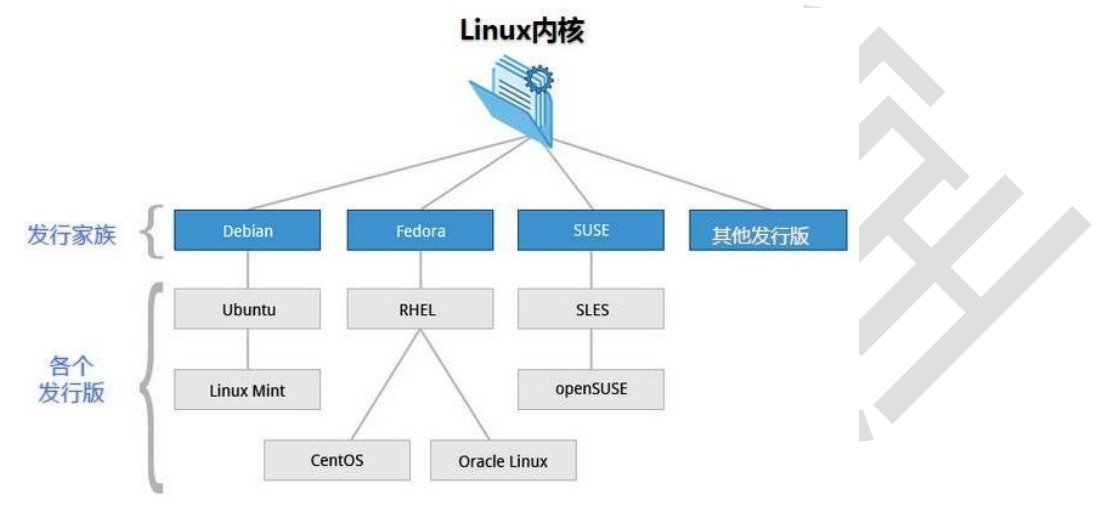 Linux内核
发行家族
Debian
Fedora
SUSE
其他发行版
各个
发行版
Ubuntu
RHEL
SLES
Linux Mint
openSUSE
CentOS
Oracle Linux